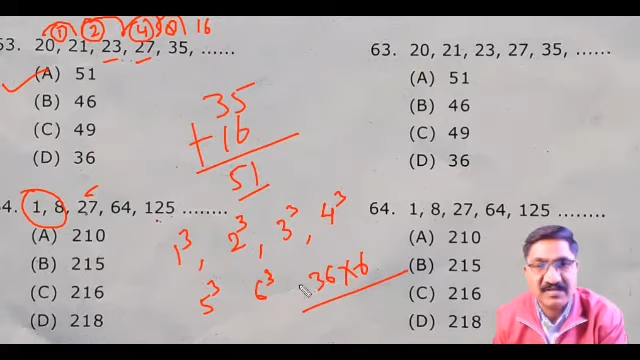 1 2 4 8 16
53. 20, 21, 23, 27, 35, ......
(A) 51
(B) 46
(C) 49
(D) 36
35
+16
51
54. 1, 8, 27, 64, 125 ........
(A) 210
(B) 215
(C) 216
(D) 218
1³, 2³, 3³, 4³
5³ 6³ 36×6
63. 20, 21, 23, 27, 35, ......
(A) 51
(B) 46
(C) 49
(D) 36
64. 1, 8, 27, 64, 125 ........
(A) 210
(B) 215
(C) 216
(D) 218